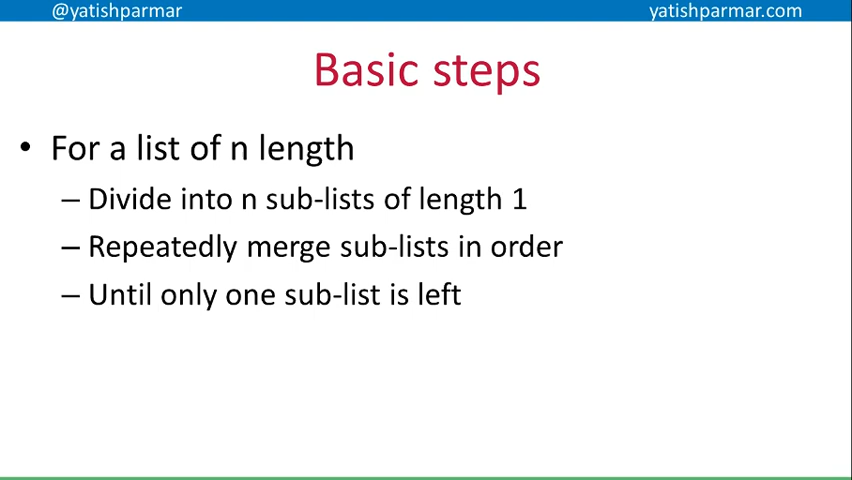 @yatishparmar yatishparmar.com
Basic steps
• For a list of n length
– Divide into n sub-lists of length 1
– Repeatedly merge sub-lists in order
– Until only one sub-list is left